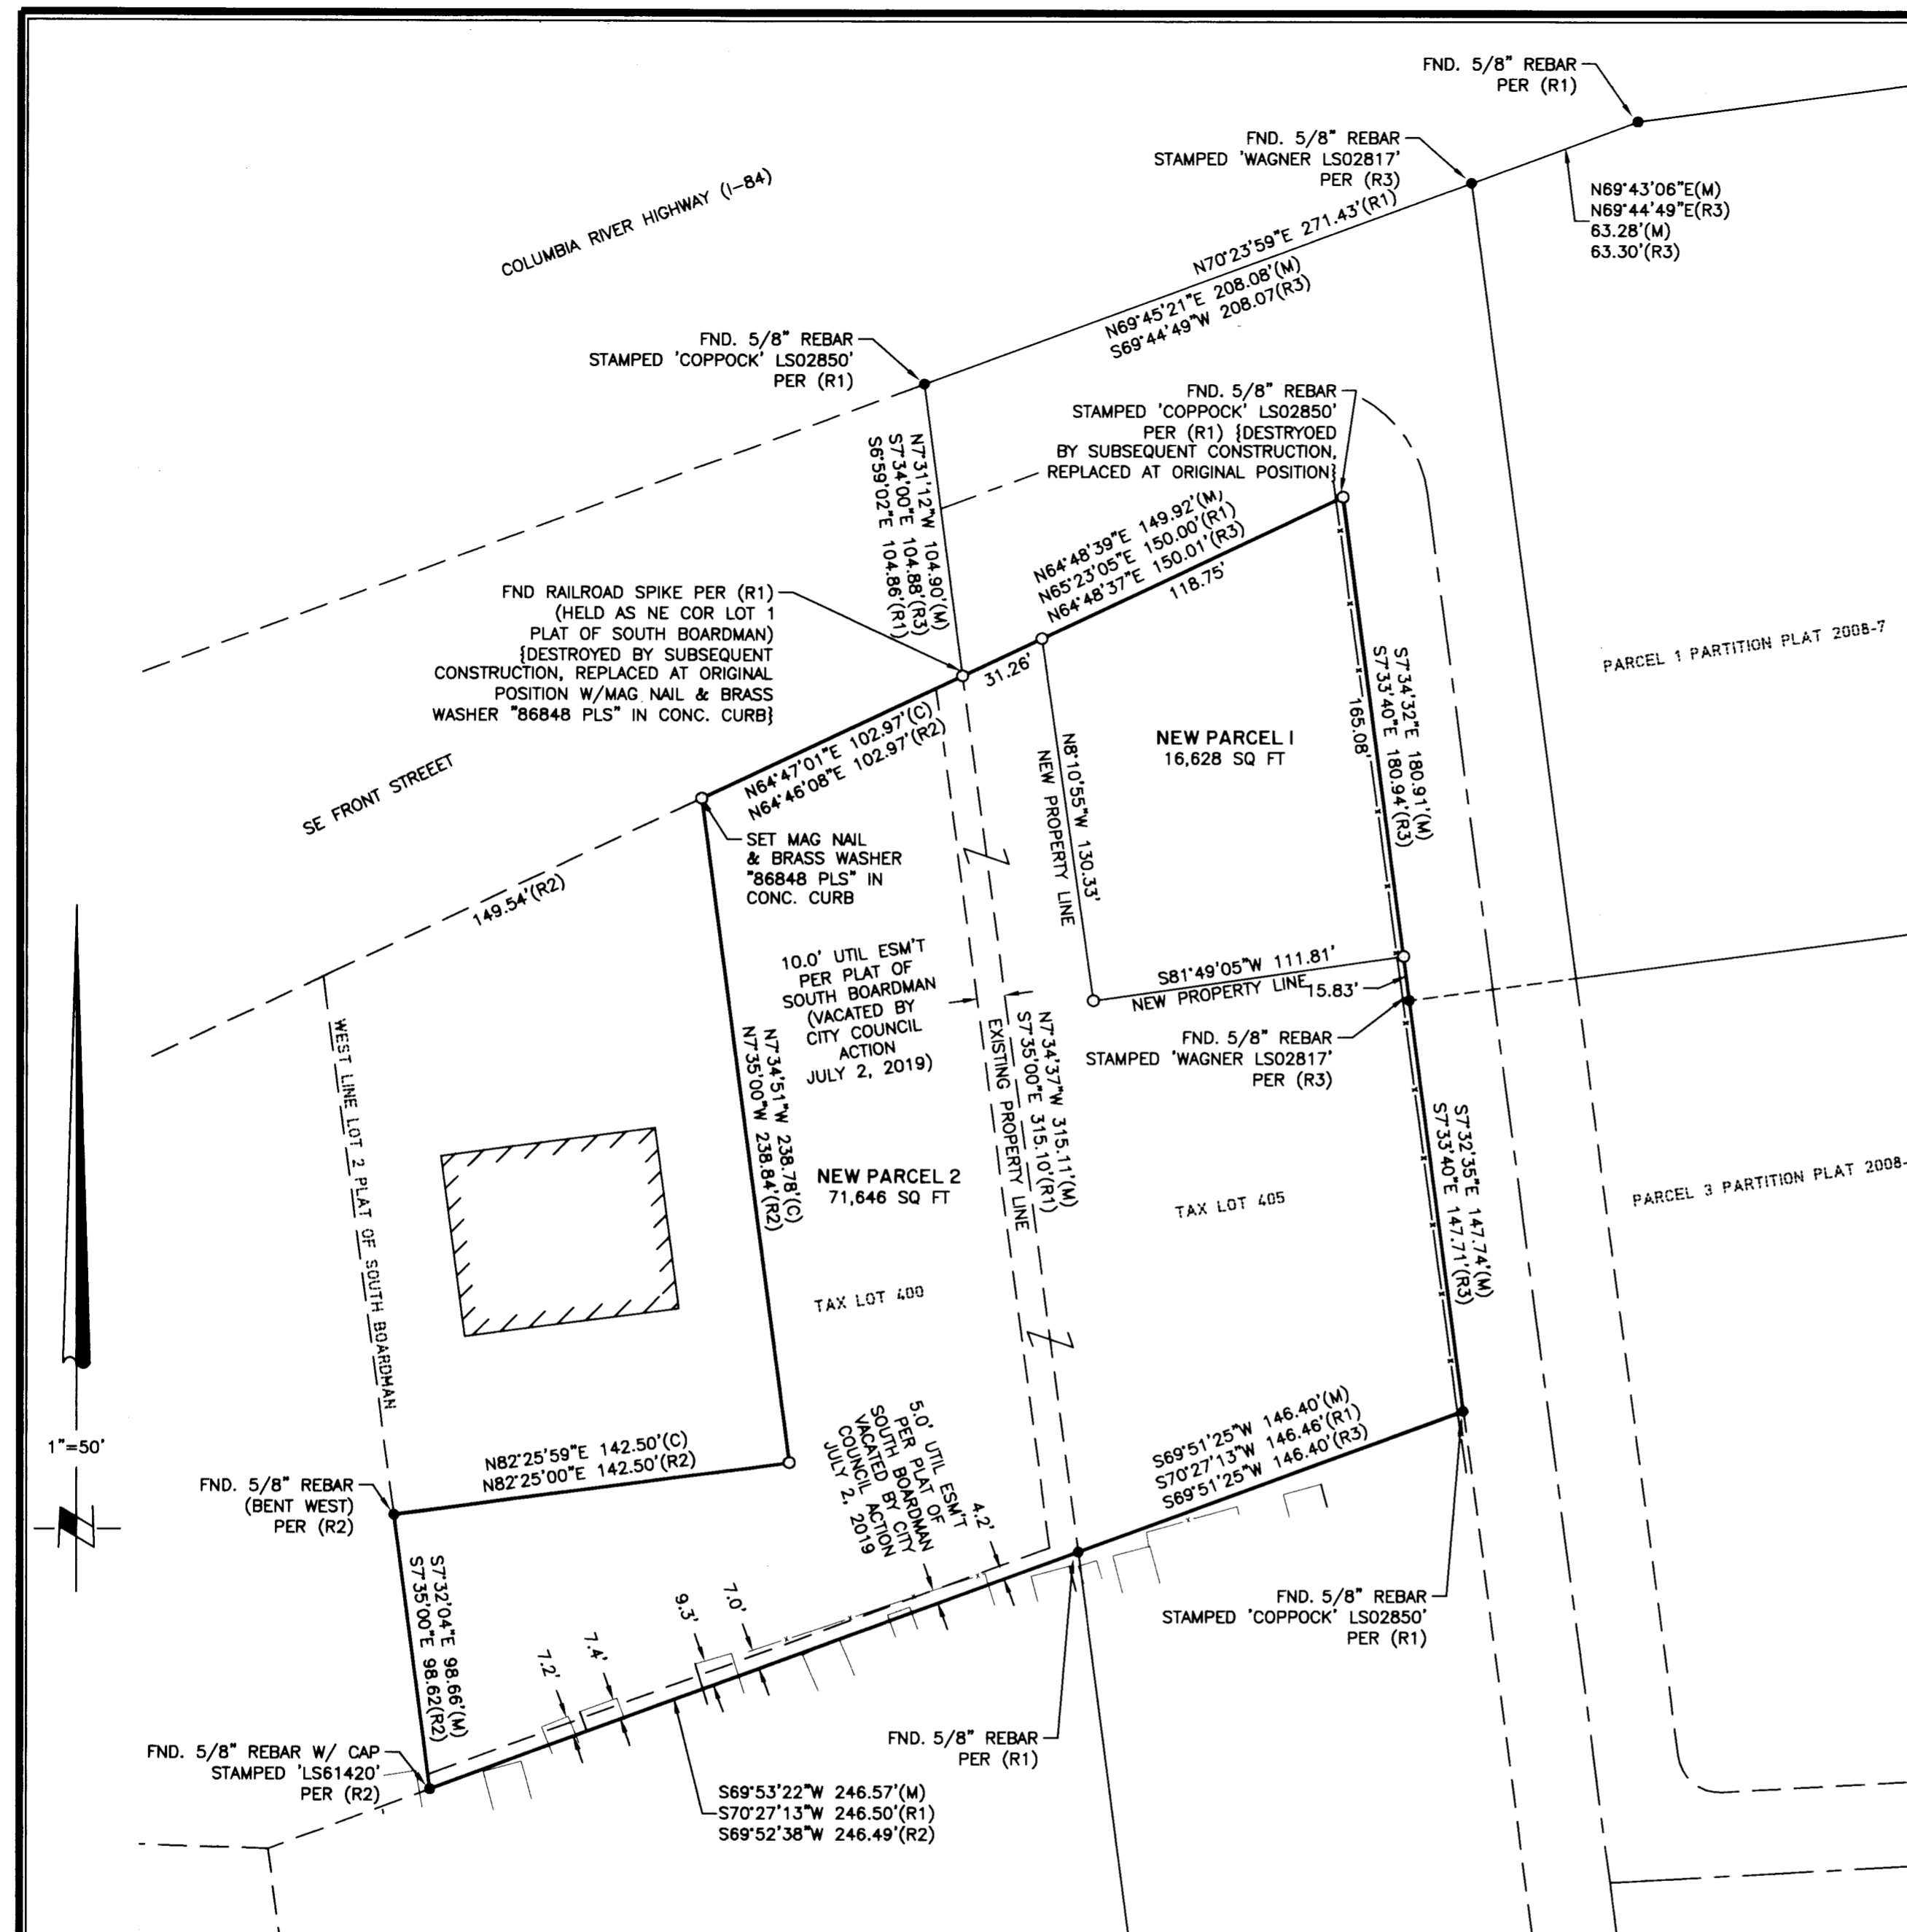 FND. 5/8" REBAR
PER (R1)
FND. 5/8" REBAR
STAMPED 'WAGNER LS02817'
PER (R3)
N69°43'06"E(M)
N69°44'49"E(R3)
63.28'(M)
63.30'(R3)
COLUMBIA RIVER HIGHWAY (I-84)
N70°23'59"E 271.43'(R1)
N69°45'21"E 208.08'(M)
S69°44'49"W 208.07(R3)
FND. 5/8" REBAR
STAMPED 'COPPOCK' LS02850'
PER (R1)
FND. 5/8" REBAR
STAMPED 'COPPOCK' LS02850'
PER (R1) {DESTRYOED
BY SUBSEQUENT CONSTRUCTION,
REPLACED AT ORIGINAL POSITION}
N7°31'12"W 104.90'(M)
S7°34'00"E 104.88'(R3)
S6°59'02"E 104.86'(R1)
N64°48'39"E 149.92'(M)
N65°23'05"E 150.00'(R1)
N64°48'37"E 150.01'(R3)
118.75'
FND RAILROAD SPIKE PER (R1)
(HELD AS NE COR LOT 1
PLAT OF SOUTH BOARDMAN)
{DESTROYED BY SUBSEQUENT
CONSTRUCTION, REPLACED AT ORIGINAL
POSITION W/MAG NAIL & BRASS
WASHER "86848 PLS" IN CONC. CURB}
31.26'
S7°34'32"E 180.91'(M)
S7°33'40"E 180.94'(R3)
165.08'
PARCEL 1 PARTITION PLAT 2008-7
NEW PARCEL 1
16,628 SQ FT
N8°10'55"W 130.33'
NEW PROPERTY LINE
N64°47'01"E 102.97'(C)
N64°46'08"E 102.97'(R2)
SE FRONT STREEET
SET MAG NAIL
& BRASS WASHER
"86848 PLS" IN
CONC. CURB
149.54'(R2)
10.0' UTIL ESM'T
PER PLAT OF
SOUTH BOARDMAN
(VACATED BY
CITY COUNCIL
ACTION
JULY 2, 2019)
S81°49'05"W 111.81'
NEW PROPERTY LINE
15.83'
FND. 5/8" REBAR
STAMPED 'WAGNER LS02817'
PER (R3)
N7°34'37"W 315.11'(M)
S7°35'00"E 315.10'(R1)
EXISTING PROPERTY LINE
N7°34'51"W 238.78'(C)
N7°35'00"W 238.84'(R2)
WEST LINE LOT 2 PLAT OF SOUTH BOARDMAN
NEW PARCEL 2
71,646 SQ FT
TAX LOT 405
S7°32'35"E 147.74'(M)
S7°33'40"E 147.71'(R3)
PARCEL 3 PARTITION PLAT 2008-
TAX LOT 400
1"=50'
N82°25'59"E 142.50'(C)
N82°25'00"E 142.50'(R2)
5.0' UTIL ESM'T
PER PLAT OF
SOUTH BOARDMAN
VACATED BY CITY
COUNCIL ACTION
JULY 2, 2019
4.2'
S69°51'25"W 146.40'(M)
S70°27'13"W 146.46'(R1)
S69°51'25"W 146.40'(R3)
FND. 5/8" REBAR
(BENT WEST)
PER (R2)
S7°32'04"E 98.66'(M)
S7°35'00"E 98.62(R2)
FND. 5/8" REBAR
STAMPED 'COPPOCK' LS02850'
PER (R1)
7.0'
9.3'
7.4'
7.2'
FND. 5/8" REBAR W/ CAP
STAMPED 'LS61420'
PER (R2)
FND. 5/8" REBAR
PER (R1)
S69°53'22"W 246.57'(M)
S70°27'13"W 246.50'(R1)
S69°52'38"W 246.49'(R2)